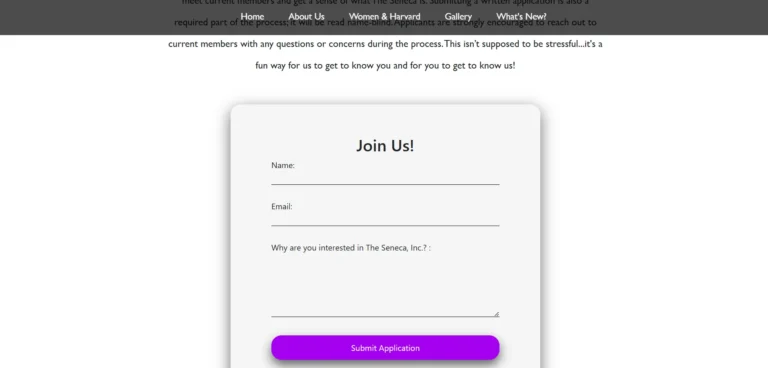 meet current members and get a sense of what The Seneca is. Submitting a written application is also a
Home About Us Women & Harvard Gallery What's New?
required part of the process; it will be read name-blind. Applicants are strongly encouraged to reach out to
current members with any questions or concerns during the process. This isn't supposed to be stressful...it's a
fun way for us to get to know you and for you to get to know us!
Join Us!
Name:
Email:
Why are you interested in The Seneca, Inc.? :
Submit Application